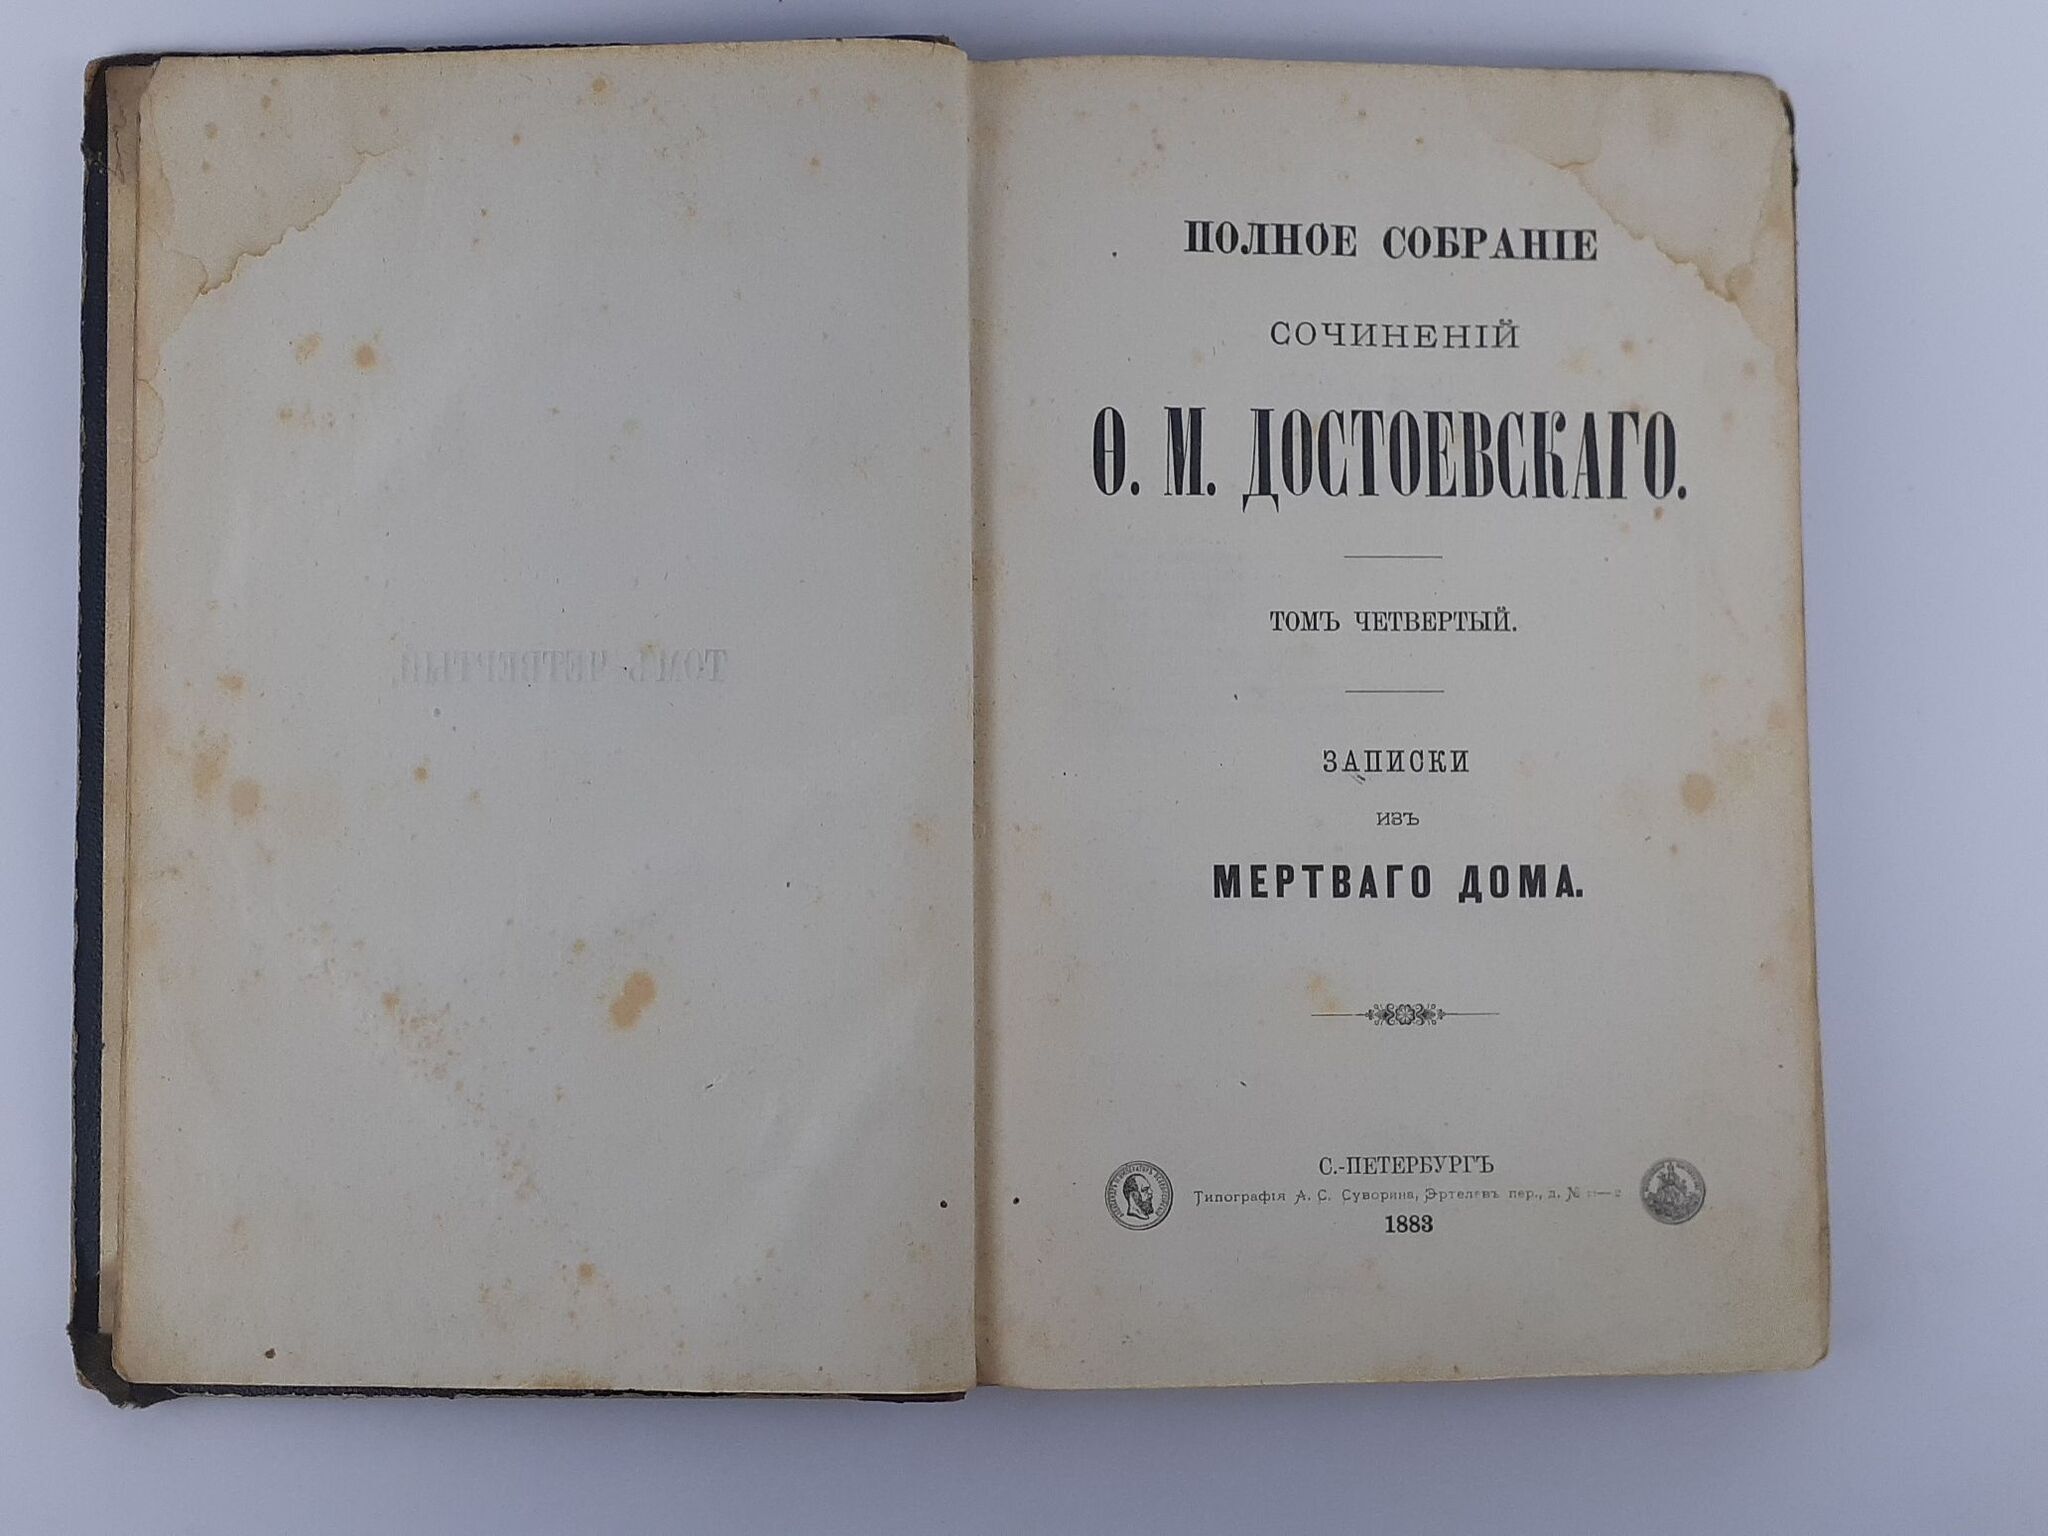 ПОЛНОЕ СОБРАНІЕ
СОЧИНЕНІЙ
Ѳ. М. ДОСТОЕВСКАГО.
ТОМЪ ЧЕТВЕРТЫЙ.
ЗАПИСКИ
ИЗЪ
МЕРТВАГО ДОМА.
С.-ПЕТЕРБУРГЪ
Типографія А. С. Суворина, Эртелевъ пер., д. №
1883